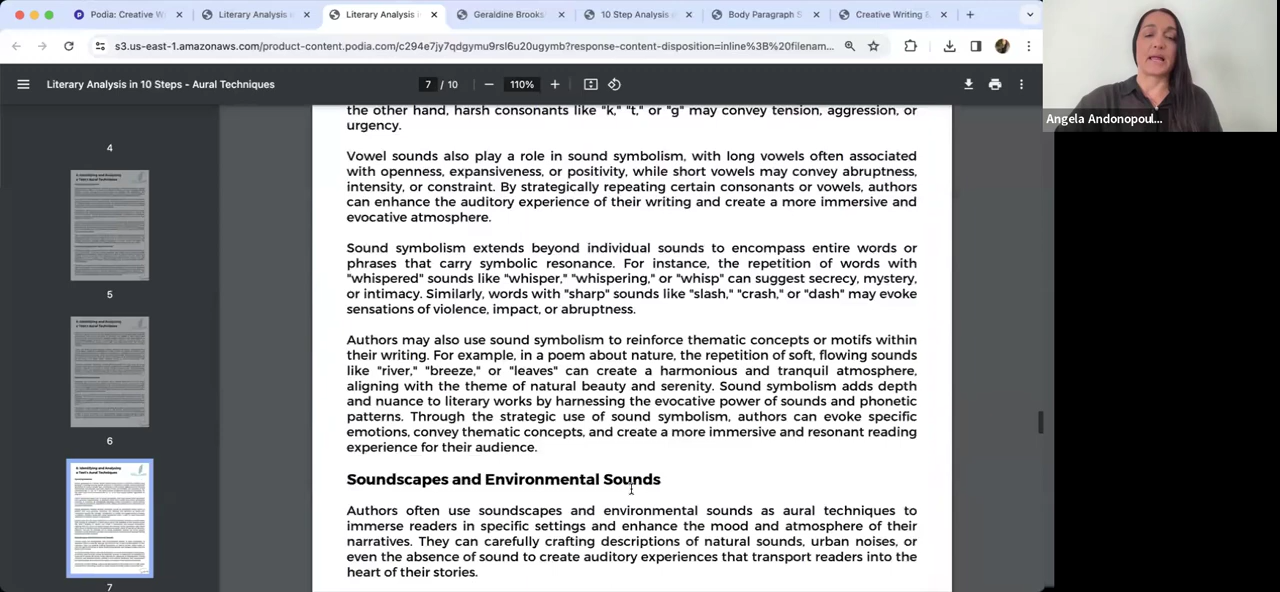 Podia: Creative W
Literary Analysis in
Literary Analysis in
Geraldine Brooks
10 Step Analysis
Body Paragraph S
Creative Writing &
s3.us-east-1.amazonaws.com/product-content.podia.com/c294e7jy7qdgymu9rsl6u20ugymb?response-content-disposition=inline%3B%20filenam...
Literary Analysis in 10 Steps - Aural Techniques
7 / 10
110%
Angela Andonopoul...
4
5
6
7
the other hand, harsh consonants like "k," "t," or "g" may convey tension, aggression, or
urgency.
Vowel sounds also play a role in sound symbolism, with long vowels often associated
with openness, expansiveness, or positivity, while short vowels may convey abruptness,
intensity, or constraint. By strategically repeating certain consonants or vowels, authors
can enhance the auditory experience of their writing and create a more immersive and
evocative atmosphere.
Sound symbolism extends beyond individual sounds to encompass entire words or
phrases that carry symbolic resonance. For instance, the repetition of words with
"whispered" sounds like "whisper," "whispering," or "whisp" can suggest secrecy, mystery,
or intimacy. Similarly, words with "sharp" sounds like "slash," "crash," or "dash" may evoke
sensations of violence, impact, or abruptness.
Authors may also use sound symbolism to reinforce thematic concepts or motifs within
their writing. For example, in a poem about nature, the repetition of soft, flowing sounds
like "river," "breeze," or "leaves" can create a harmonious and tranquil atmosphere,
aligning with the theme of natural beauty and serenity. Sound symbolism adds depth
and nuance to literary works by harnessing the evocative power of sounds and phonetic
patterns. Through the strategic use of sound symbolism, authors can evoke specific
emotions, convey thematic concepts, and create a more immersive and resonant reading
experience for their audience.
Soundscapes and Environmental Sounds
Authors often use soundscapes and environmental sounds as aural techniques to
immerse readers in specific settings and enhance the mood and atmosphere of their
narratives. Through carefully crafting descriptions of natural sounds, urban noises, or
even the absence of sound, create auditory experiences that transport readers into the
heart of their stories.